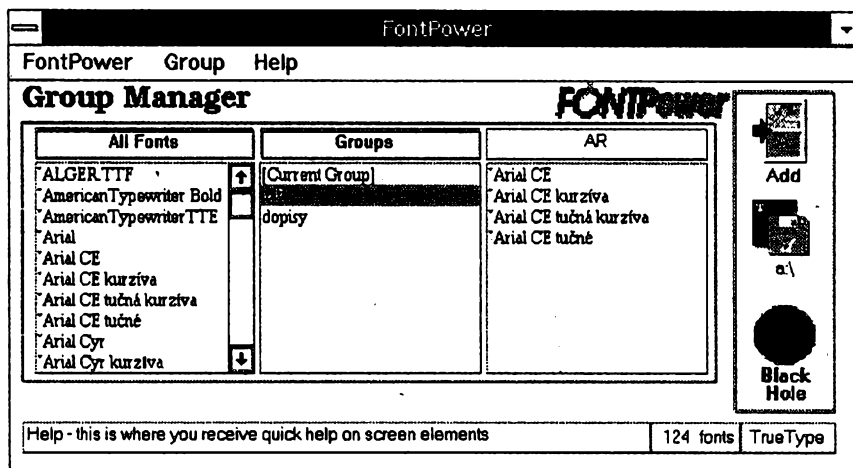 FontPower
FontPower Group Help
Group Manager
FONTPower
All Fonts
ALGER.TTF
AmericanTypewriter Bold
AmericanTypewriter TTE
Arial
Arial CE
Arial CE kurzíva
Arial CE tučná kurzíva
Arial CE tučné
Arial Cyr
Arial Cyr kurzíva
Groups
[Current Group]
dopisy
AR
Arial CE
Arial CE kurzíva
Arial CE tučná kurzíva
Arial CE tučné
Add
a:\
Black
Hole
Help - this is where you receive quick help on screen elements
124 fonts
TrueType